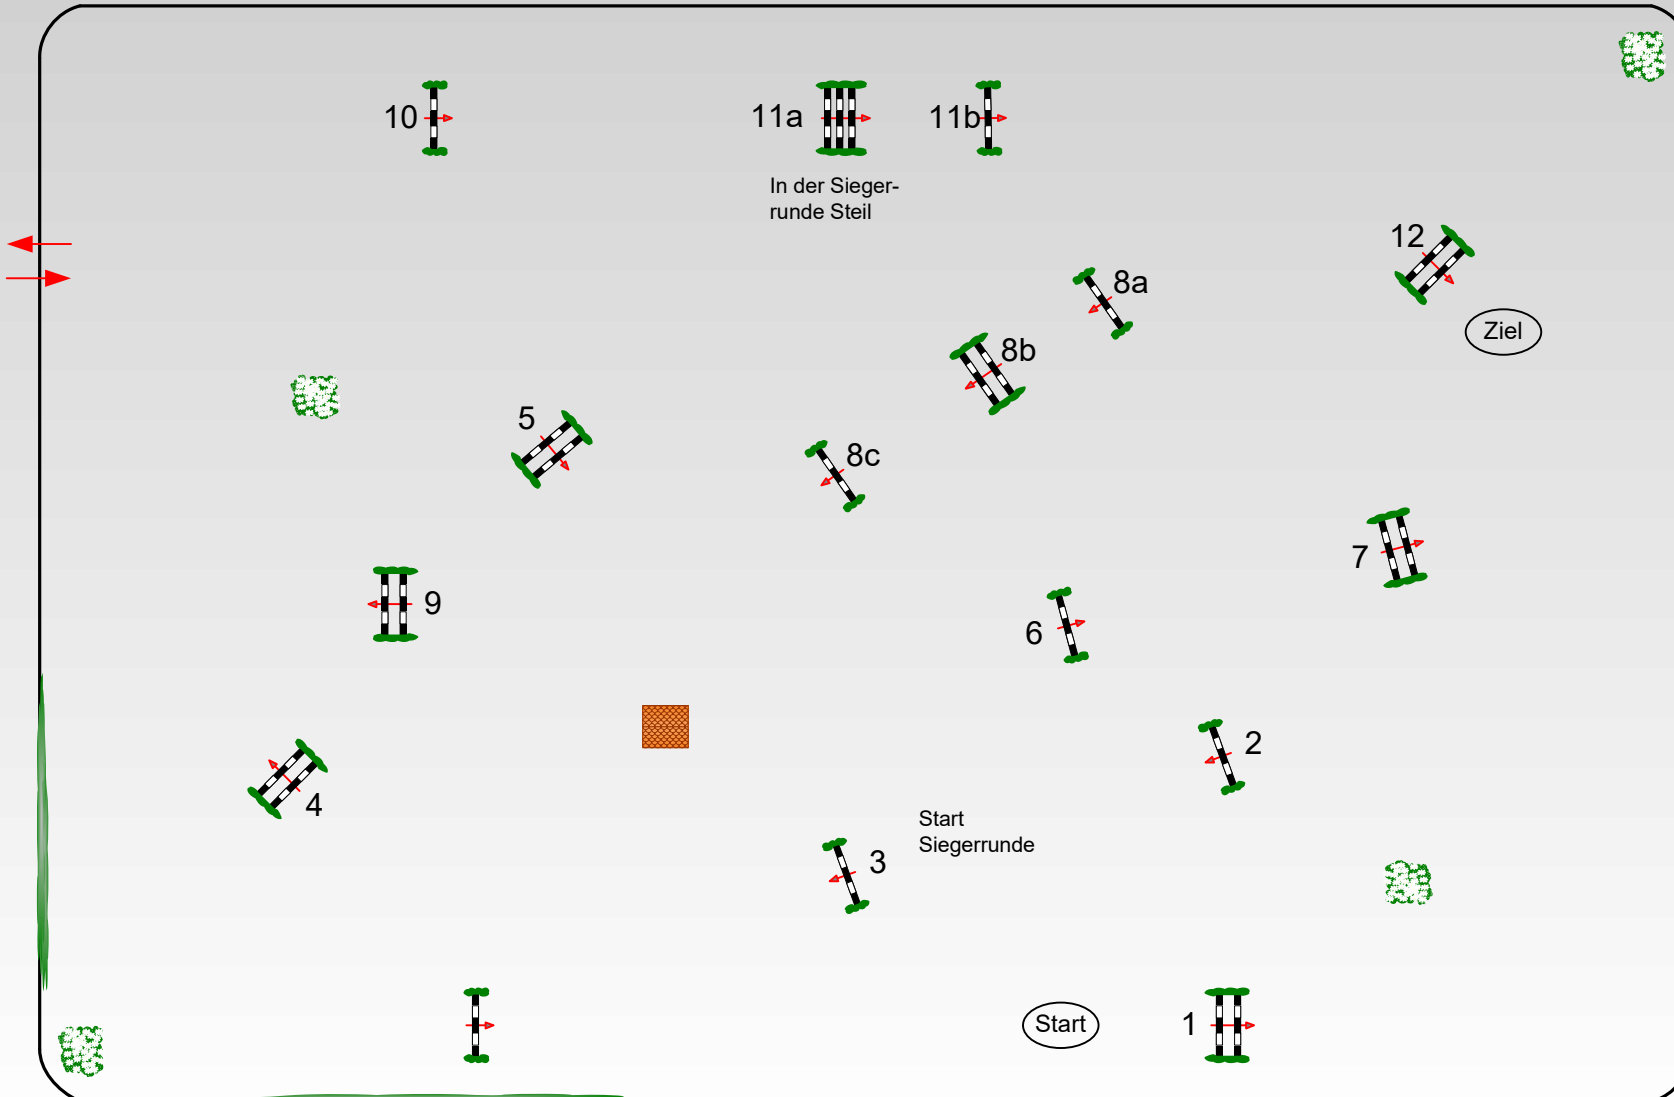 10
11a
11b
In der Sieger-
runde Steil
12
8a
Ziel
8b
5
8c
7
9
6
2
4
Start
Siegerrunde
3
Start
1